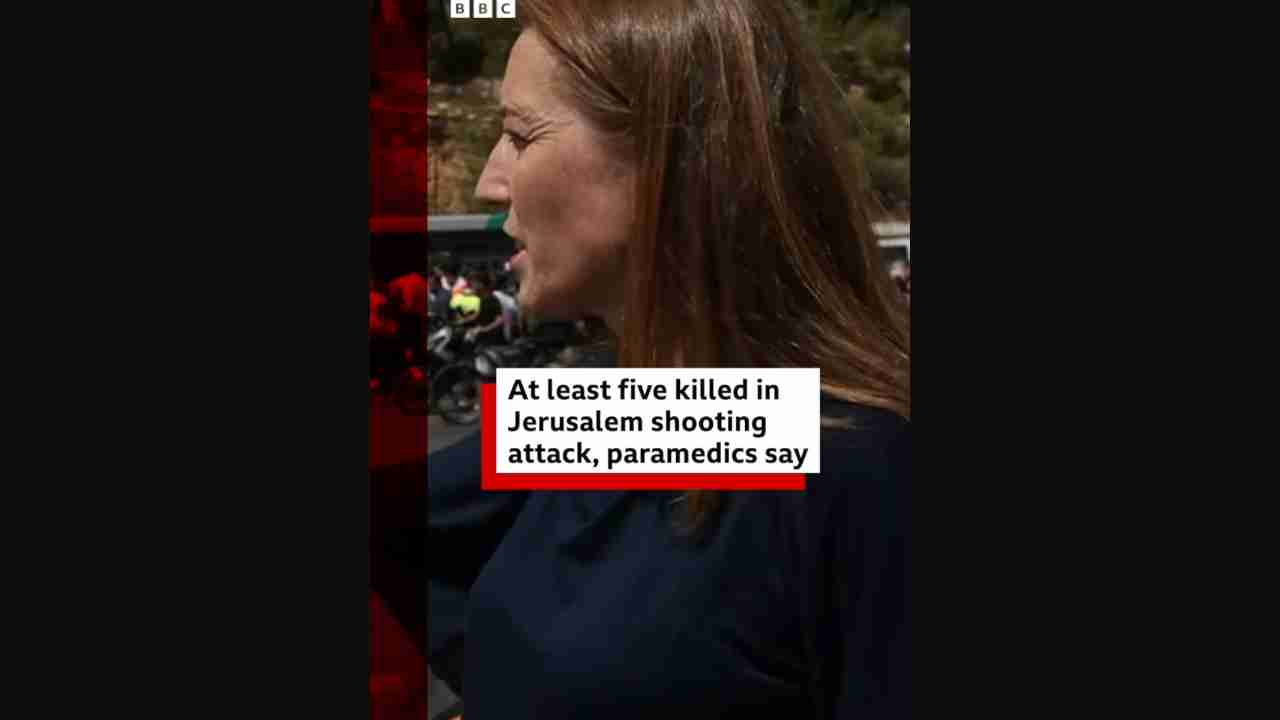 BBC
At least five killed in
Jerusalem shooting
attack, paramedics say